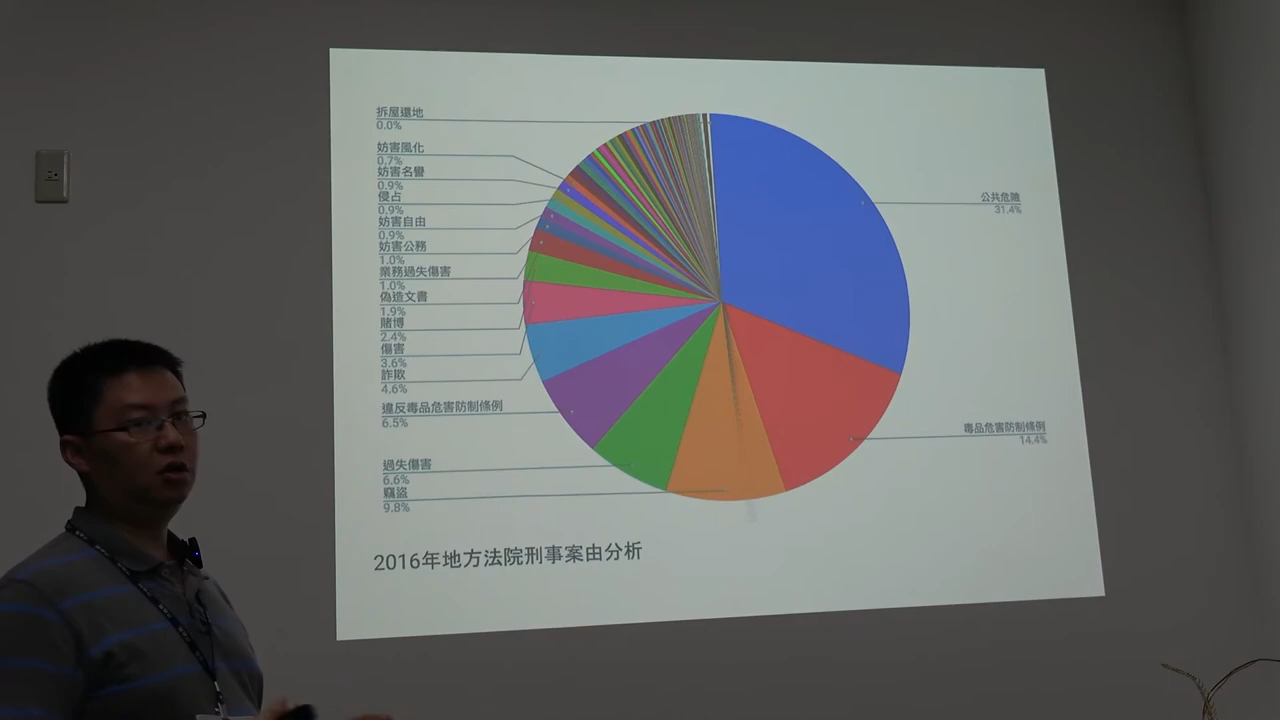 拆屋還地
0.0%
妨害風化
0.7%
妨害名譽
0.9%
侵占
0.9%
妨害自由
0.9%
妨害公務
1.0%
業務過失傷害
1.0%
偽造文書
1.9%
賭博
2.4%
傷害
3.6%
詐欺
4.6%
違反毒品危害防制條例
6.5%
過失傷害
6.6%
竊盜
9.8%
公共危險
31.4%
毒品危害防制條例
14.4%
2016年地方法院刑事案由分析